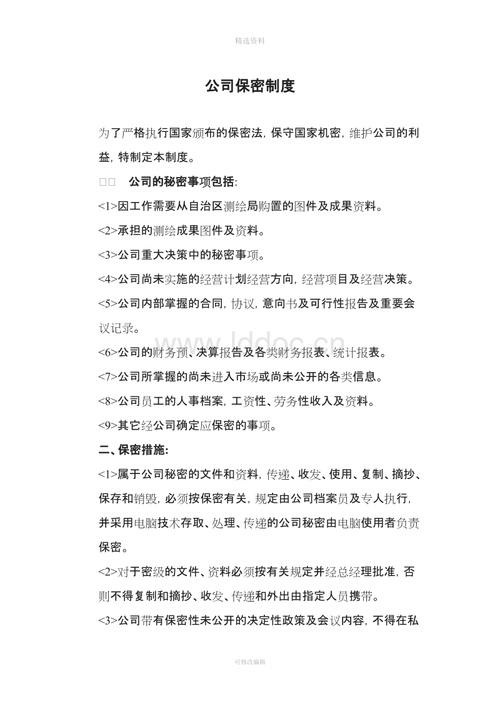 精选资料
公司保密制度
为了严格执行国家颁布的保密法，保守国家机密，维护公司的利
益，特制定本制度。
□□ 公司的秘密事项包括：
<1>因工作需要从自治区测绘局购置的图件及成果资料。
<2>承担的测绘成果图件及资料。
<3>公司重大决策中的秘密事项。
<4>公司尚未实施的经营计划经营方向，经营项目及经营决策。
<5>公司内部掌握的合同，协议，意向书及可行性报告及重要会
议记录。
www.lddoc.cn
<6>公司的财务预、决算报告及各类财务报表、统计报表。
<7>公司所掌握的尚未进入市场或尚未公开的各类信息。
<8>公司员工的人事档案，工资性、劳务性收入及资料。
<9>其它经公司确定应保密的事项。
二、保密措施：
<1>属于公司秘密的文件和资料，传递、收发、使用、复制、摘抄、
保存和销毁，必须按保密有关，规定由公司档案员及专人执行，
并采用电脑技术存取、处理、传递的公司秘密由电脑使用者负责
保密。
<2>对于密级的文件、资料必须按有关规定并经总经理批准，否
则不得复制和摘抄、收发、传递和外出由指定人员携带。
<3>公司带有保密性未公开的决定性政策及会议内容，不得在私
可修改编辑